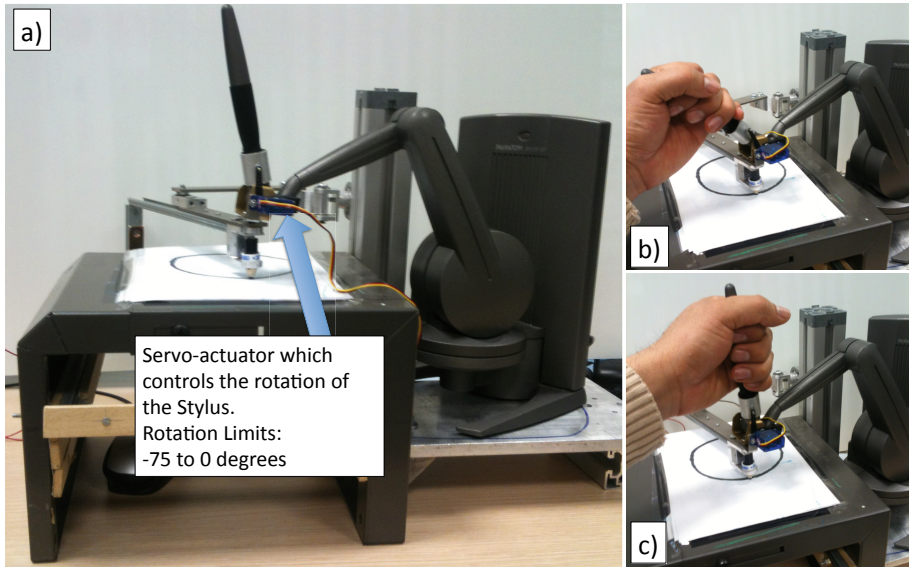 a)
Servo-actuator which
controls the rotation of
the Stylus.
Rotation Limits:
-75 to 0 degrees
b)
c)